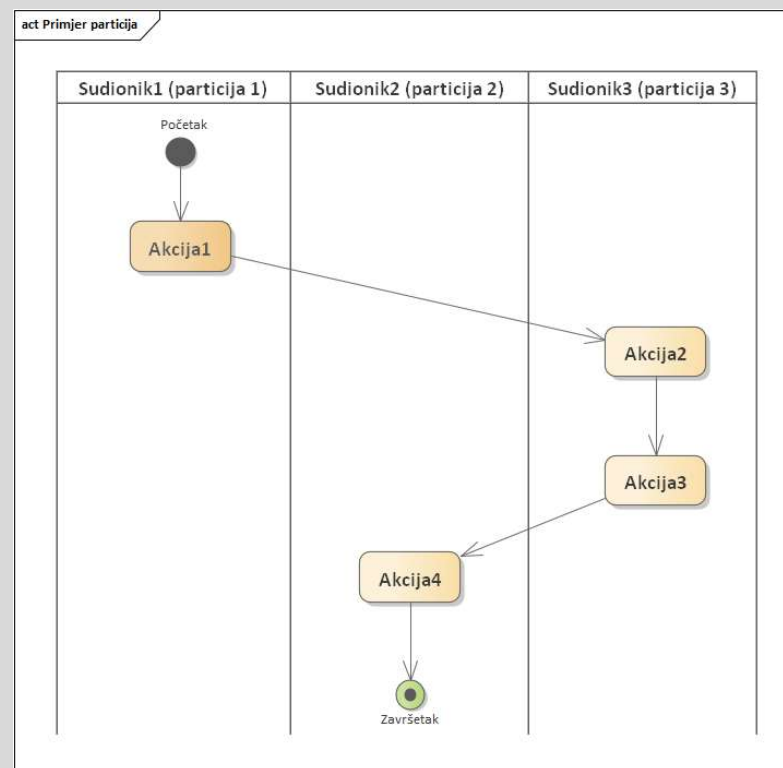 act Primjer particija
Sudionik1 (particija 1)
Sudionik2 (particija 2)
Sudionik3 (particija 3)
Početak
Akcija1
Akcija2
Akcija3
Akcija4
Završetak